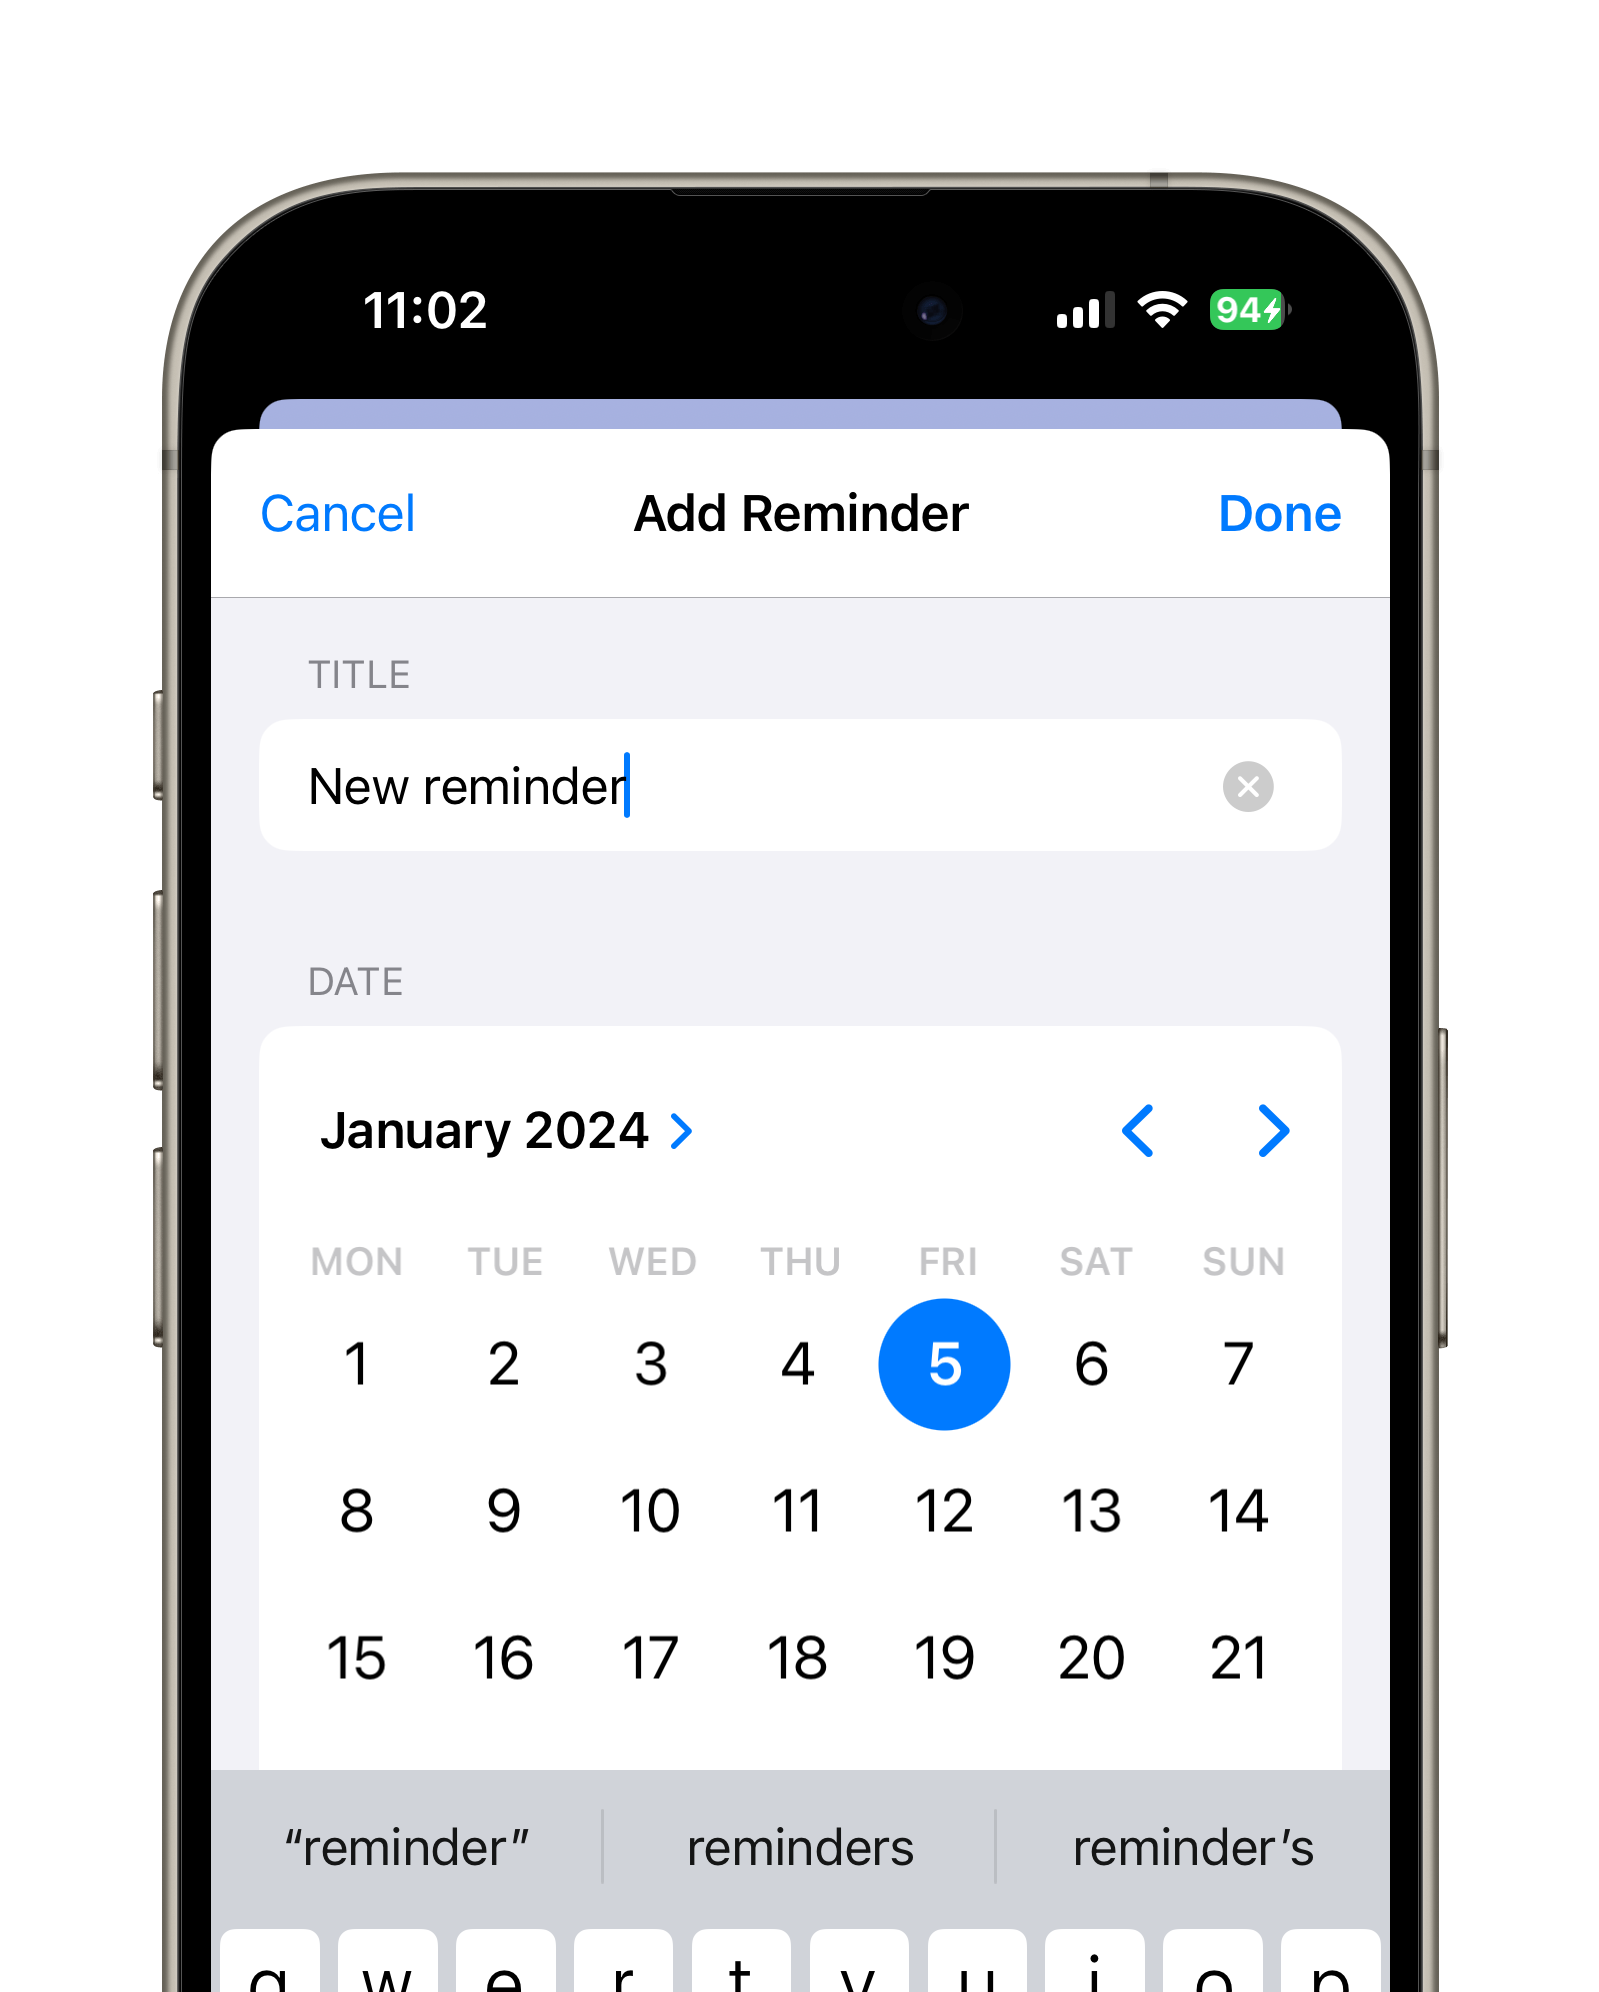 11:02 94
Cancel Add Reminder Done
TITLE
New reminder
DATE
January 2024
MON TUE WED THU FRI SAT SUN
1 2 3 4 5 6 7
8 9 10 11 12 13 14
15 16 17 18 19 20 21
“reminder” reminders reminder’s
q w e r t y u i o p